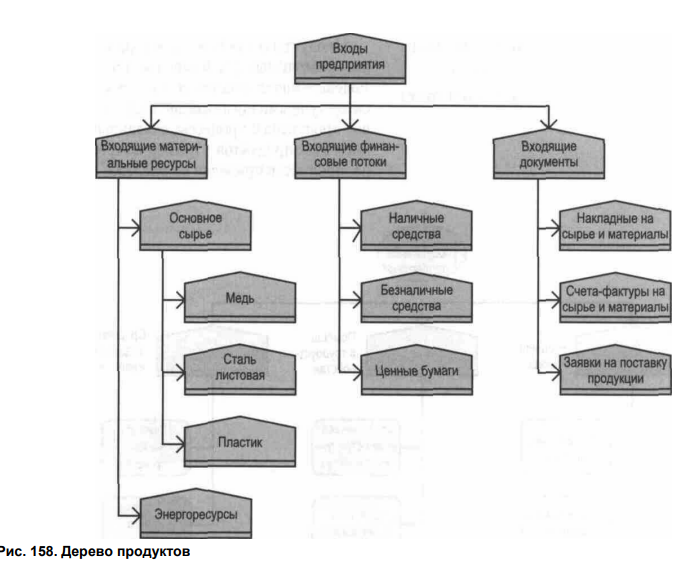 Входы
предприятия
Входящие матери-
альные ресурсы
Входящие финан-
совые потоки
Входящие
документы
Основное
сырье
Наличные
средства
Накладные на
сырье и материалы
Медь
Безналичные
средства
Счета-фактуры на
сырье и материалы
Сталь
листовая
Ценные бумаги
Заявки на поставку
продукции
Пластик
Энергоресурсы
Рис. 158. Дерево продуктов